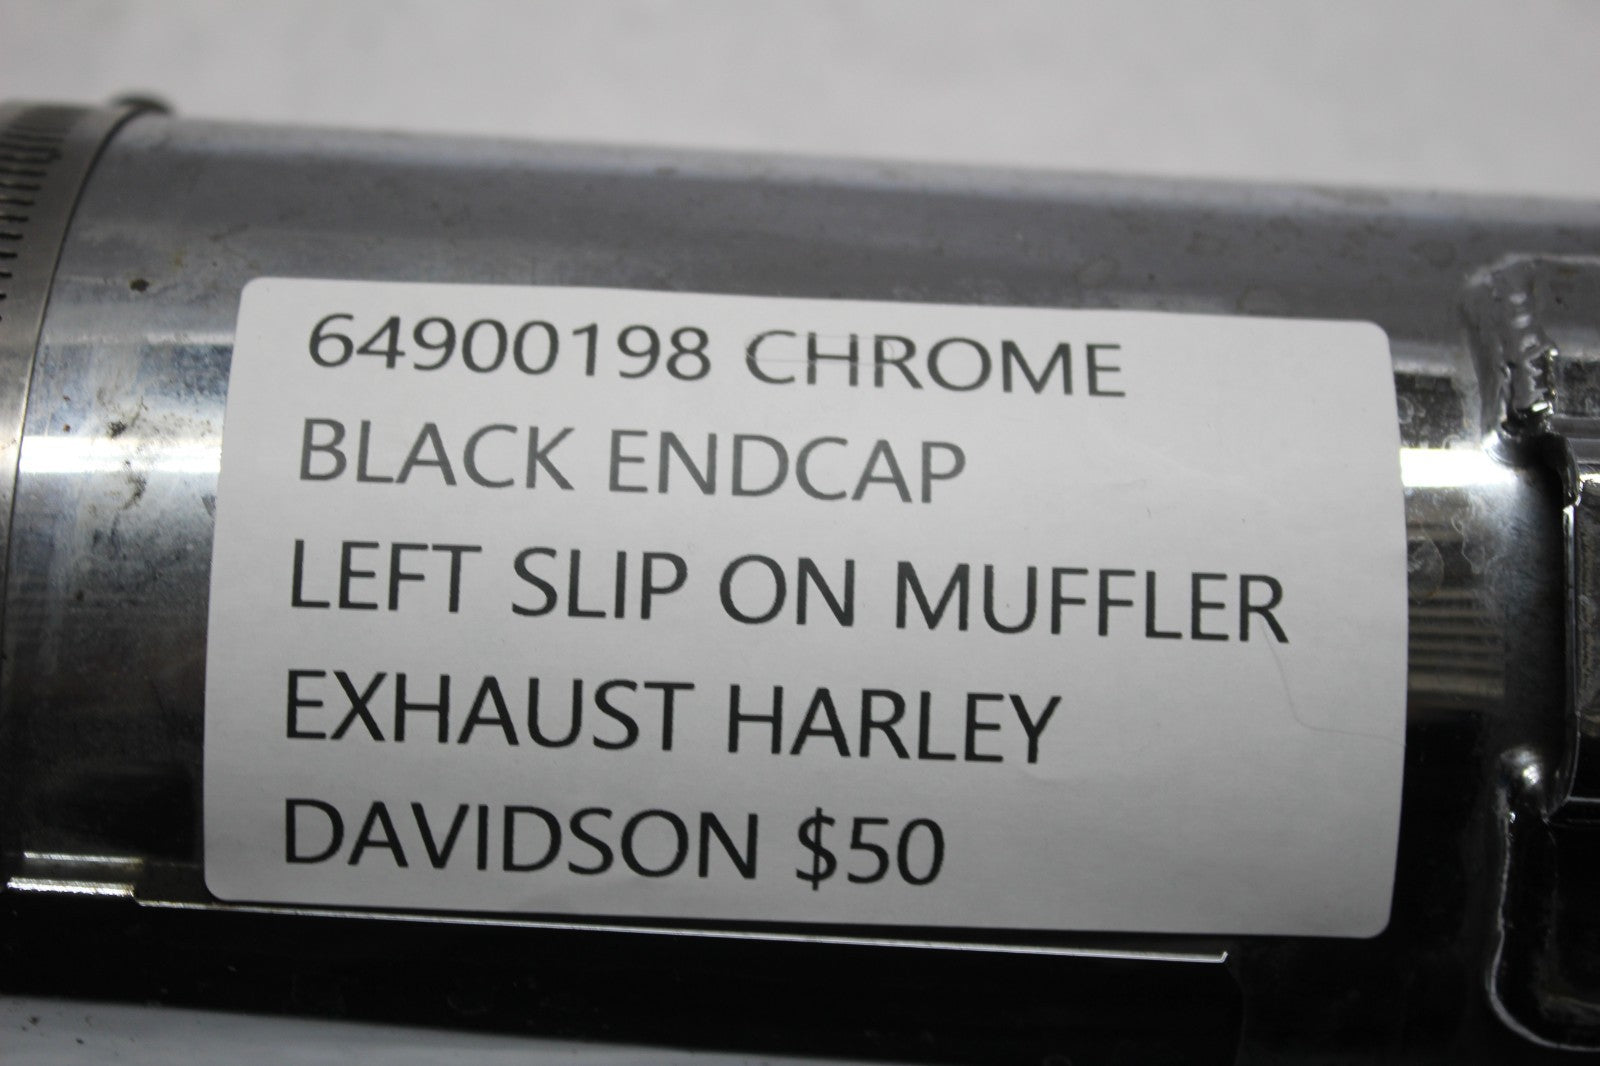 64900198 CHROME
BLACK ENDCAP
LEFT SLIP ON MUFFLER
EXHAUST HARLEY
DAVIDSON $50